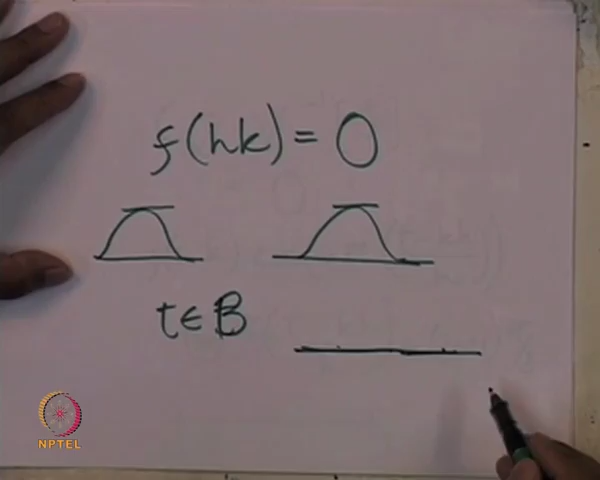 f(hk) = 0
t ∈ B
NPTEL